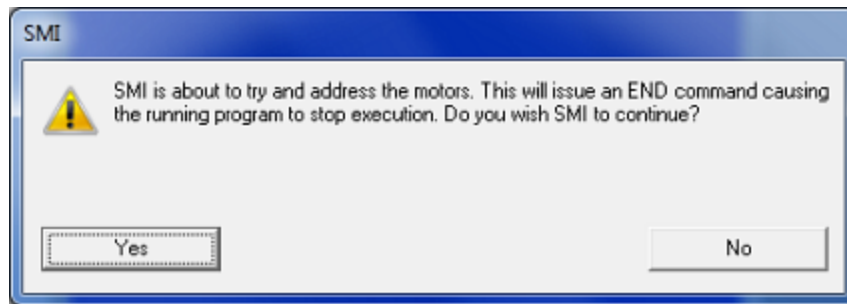 SMI
SMI is about to try and address the motors. This will issue an END command causing
the running program to stop execution. Do you wish SMI to continue?
Yes
No